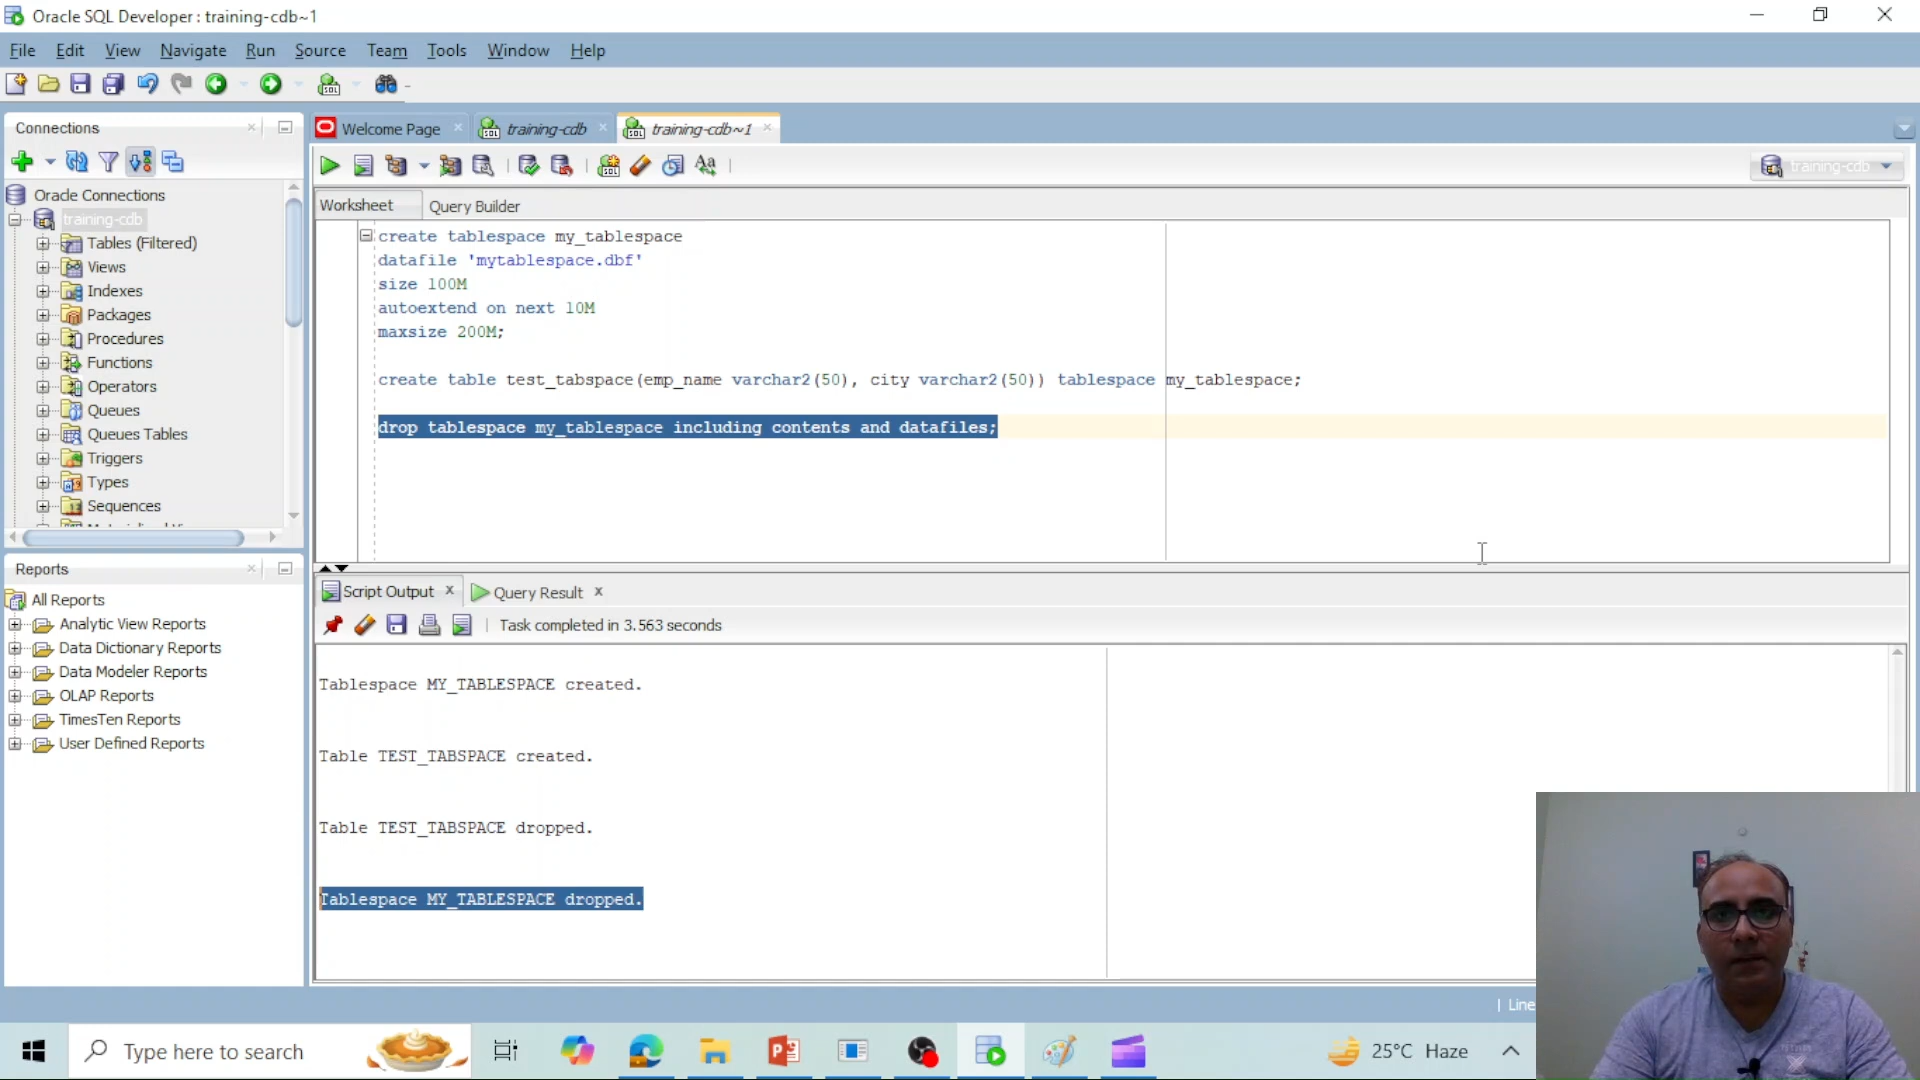 Oracle SQL Developer : training-cdb~1
File Edit View Navigate Run Source Team Tools Window Help
Connections
Oracle Connections
training-cdb
Tables (Filtered)
Views
Indexes
Packages
Procedures
Functions
Operators
Queues
Queues Tables
Triggers
Types
Sequences
Reports
All Reports
Analytic View Reports
Data Dictionary Reports
Data Modeler Reports
OLAP Reports
TimesTen Reports
User Defined Reports
Welcome Page training-cdb training-cdb~1
training-cdb
Worksheet Query Builder
create tablespace my_tablespace
datafile 'mytablespace.dbf'
size 100M
autoextend on next 10M
maxsize 200M;
create table test_tabspace(emp_name varchar2(50), city varchar2(50)) tablespace my_tablespace;
drop tablespace my_tablespace including contents and datafiles;
Script Output Query Result
Task completed in 3.563 seconds
Tablespace MY_TABLESPACE created.
Table TEST_TABSPACE created.
Table TEST_TABSPACE dropped.
Tablespace MY_TABLESPACE dropped.
Line
Type here to search
25°C Haze